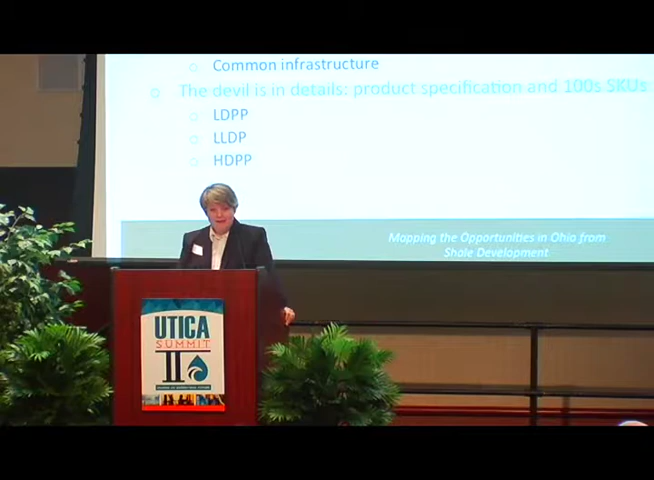 Common infrastructure
The devil is in details: product specification and 100s SKUs
LDPP
LLDP
HDPP
Mapping the Opportunities in Ohio from
Shale Development
UTICA
SUMMIT
II